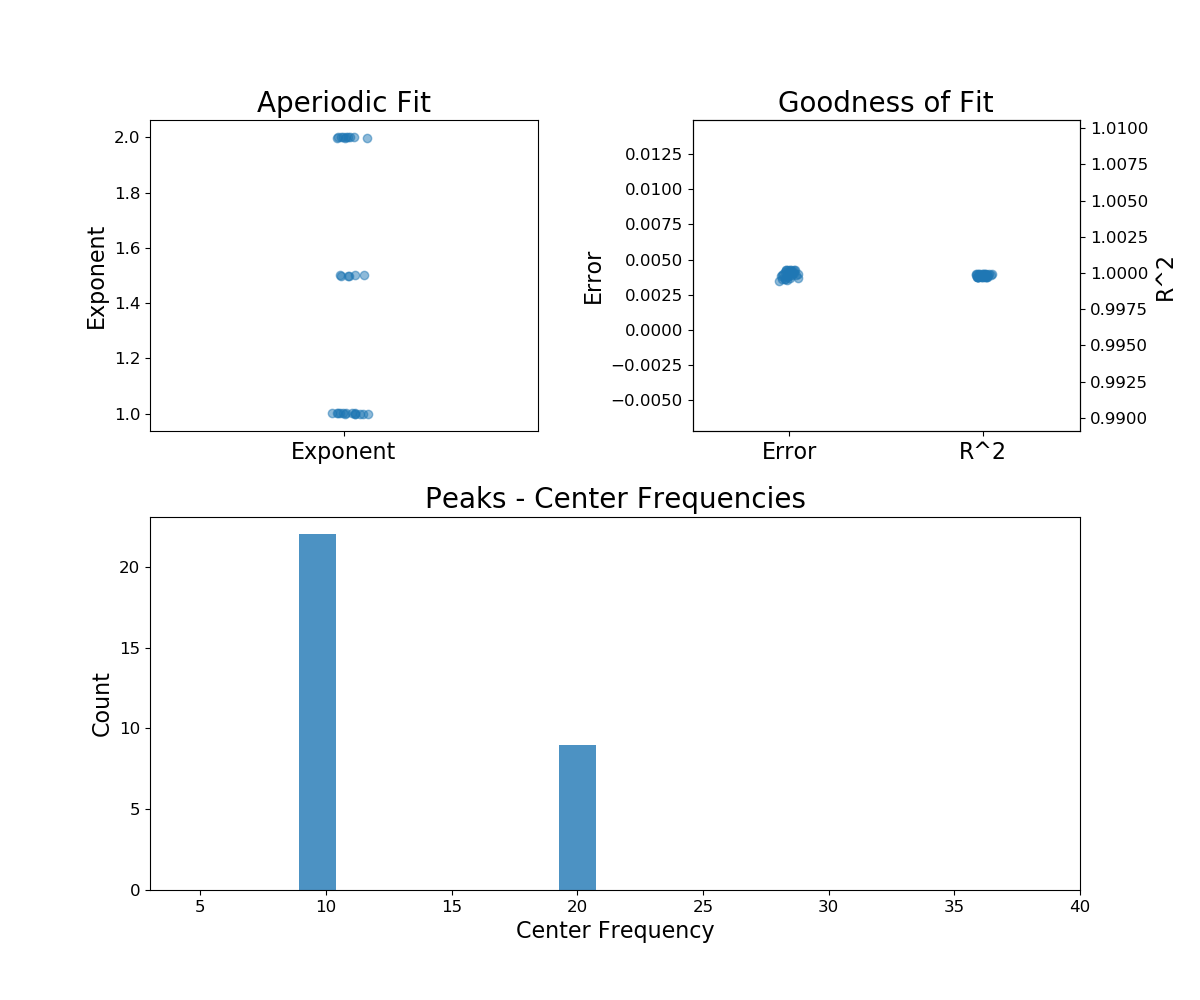 Aperiodic Fit
Exponent
2.0
1.8
1.6
1.4
1.2
1.0
Exponent
Goodness of Fit
Error
0.0125
0.0100
0.0075
0.0050
0.0025
0.0000
−0.0025
−0.0050
1.0100
1.0075
1.0050
1.0025
1.0000
0.9975
0.9950
0.9925
0.9900
R^2
Error R^2
Peaks - Center Frequencies
Count
20
15
10
5
0
5 10 15 20 25 30 35 40
Center Frequency